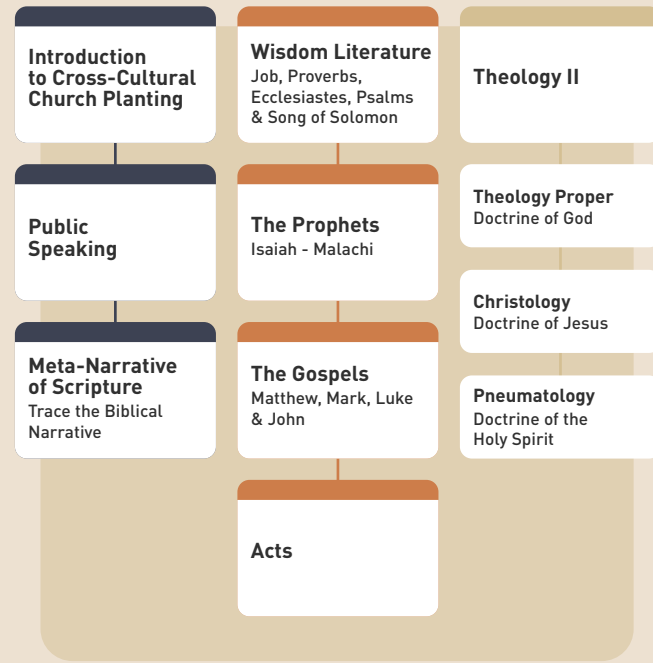 Introduction
to Cross-Cultural
Church Planting
Public
Speaking
Meta-Narrative
of Scripture
Trace the Biblical
Narrative
Wisdom Literature
Job, Proverbs,
Ecclesiastes, Psalms
& Song of Solomon
The Prophets
Isaiah - Malachi
The Gospels
Matthew, Mark, Luke
& John
Acts
Theology II
Theology Proper
Doctrine of God
Christology
Doctrine of Jesus
Pneumatology
Doctrine of the
Holy Spirit